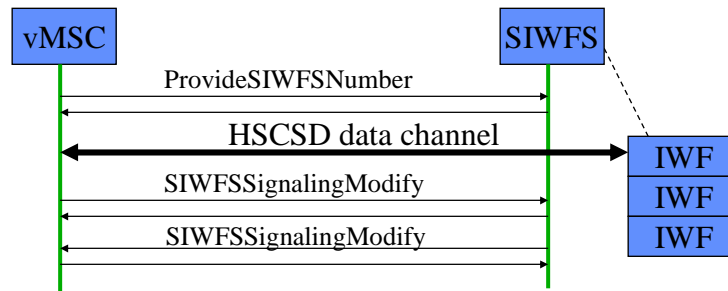 vMSC
SIWFS
ProvideSIWFSNumber
HSCSD data channel
IWF
SIWFSSignalingModify
IWF
SIWFSSignalingModify
IWF